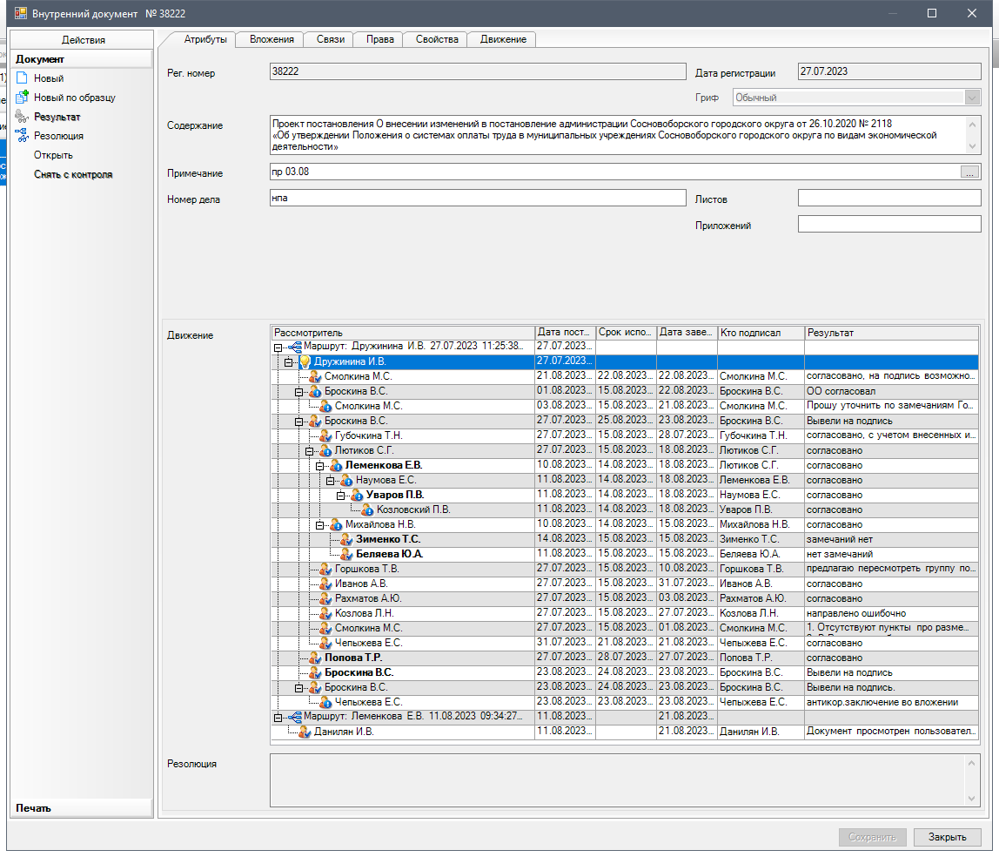 Внутренний документ № 38222
Действия
Документ
Новый
Новый по образцу
Результат
Резолюция
Открыть
Снять с контроля
Печать
Атрибуты Вложения Связи Права Свойства Движение
Рег. номер 38222 Дата регистрации 27.07.2023
Гриф Обычный
Содержание Проект постановления О внесении изменений в постановление администрации Сосновоборского городского округа от 26.10.2020 № 2118
«Об утверждении Положения о системах оплаты труда в муниципальных учреждениях Сосновоборского городского округа по видам экономической
деятельности»
Примечание пр 03.08 ...
Номер дела нпа Листов
Приложений
Движение
Рассмотритель Дата пост... Срок испо... Дата заве... Кто подписал Результат
Маршрут: Дружинина И.В. 27.07.2023 11:25:38... 27.07.2023...
Дружинина И.В. 27.07.2023...
Смолкина М.С. 21.08.2023... 22.08.2023... 22.08.2023... Смолкина М.С. согласовано, на подпись возможно...
Броскина В.С. 01.08.2023... 15.08.2023... 22.08.2023... Броскина В.С. ОО согласовал
Смолкина М.С. 03.08.2023... 15.08.2023... 21.08.2023... Смолкина М.С. Прошу уточнить по замечаниям Го...
Броскина В.С. 27.07.2023... 25.08.2023... 23.08.2023... Броскина В.С. Вывели на подпись
Губочкина Т.Н. 27.07.2023... 15.08.2023... 28.07.2023... Губочкина Т.Н. согласовано, с учетом внесенных и...
Лютиков С.Г. 27.07.2023... 15.08.2023... 18.08.2023... Лютиков С.Г. согласовано
Леменкова Е.В. 10.08.2023... 14.08.2023... 18.08.2023... Лютиков С.Г. согласовано
Наумова Е.С. 11.08.2023... 14.08.2023... 18.08.2023... Леменкова Е.В. согласовано
Уваров П.В. 11.08.2023... 14.08.2023... 18.08.2023... Наумова Е.С. согласовано
Козловский П.В. 11.08.2023... 14.08.2023... 18.08.2023... Уваров П.В. согласовано
Михайлова Н.В. 10.08.2023... 14.08.2023... 15.08.2023... Михайлова Н.В. согласовано
Зименко Т.С. 14.08.2023... 15.08.2023... 15.08.2023... Зименко Т.С. замечаний нет
Беляева Ю.А. 11.08.2023... 15.08.2023... 15.08.2023... Беляева Ю.А. нет замечаний
Горшкова Т.В. 27.07.2023... 15.08.2023... 10.08.2023... Горшкова Т.В. предлагаю пересмотреть группу по...
Иванов А.В. 27.07.2023... 15.08.2023... 31.07.2023... Иванов А.В. согласовано
Рахматов А.Ю. 27.07.2023... 15.08.2023... 03.08.2023... Рахматов А.Ю. согласовано
Козлова Л.Н. 27.07.2023... 15.08.2023... 27.07.2023... Козлова Л.Н. направлено ошибочно
Смолкина М.С. 27.07.2023... 15.08.2023... 01.08.2023... Смолкина М.С. 1. Отсутствуют пункты про разме...
Чепыжева Е.С. 31.07.2023... 21.08.2023... 21.08.2023... Чепыжева Е.С. согласовано
Попова Т.Р. 27.07.2023... 28.07.2023... 27.07.2023... Попова Т.Р. согласовано
Броскина В.С. 23.08.2023... 24.08.2023... 23.08.2023... Броскина В.С. Вывели на подпись
Броскина В.С. 23.08.2023... 24.08.2023... 23.08.2023... Броскина В.С. Вывели на подпись.
Чепыжева Е.С. 23.08.2023... 23.08.2023... 23.08.2023... Чепыжева Е.С. антикор.заключение во вложении
Маршрут: Леменкова Е.В. 11.08.2023 09:34:27... 11.08.2023... 21.08.2023...
Данилян И.В. 11.08.2023... 21.08.2023... Данилян И.В. Документ просмотрен пользовател...
Резолюция
Сохранить Закрыть